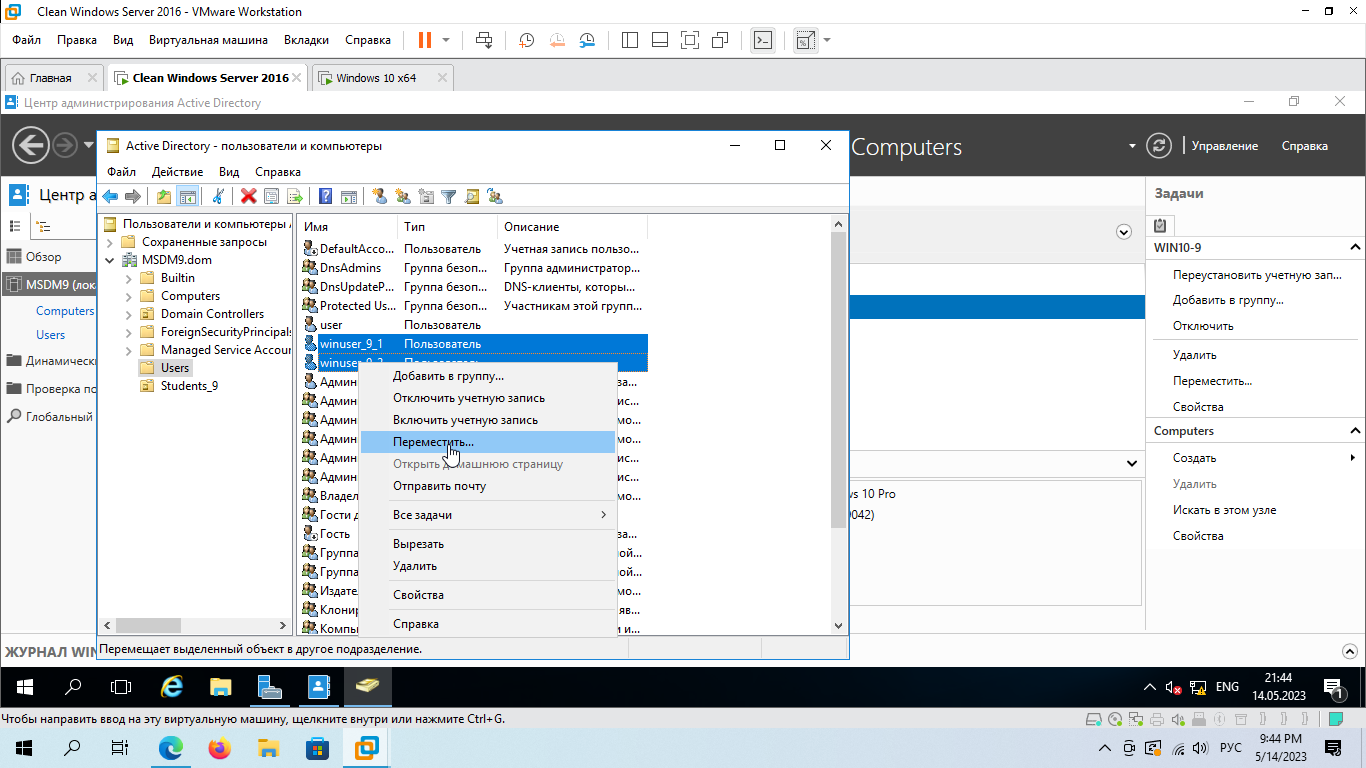 Clean Windows Server 2016 - VMware Workstation
Файл Правка Вид Виртуальная машина Вкладки Справка
Главная Clean Windows Server 2016 Windows 10 x64
Центр администрирования Active Directory
Computers Управление Справка
Центр а
Обзор
MSDM9 (лок
Computers
Users
Динамически
Проверка по
Глобальный
ЖУРНАЛ WIN
Active Directory - пользователи и компьютеры
Файл Действие Вид Справка
Пользователи и компьютеры
Сохраненные запросы
MSDM9.dom
Builtin
Computers
Domain Controllers
ForeignSecurityPrincipals
Managed Service Accour
Users
Students_9
Имя Тип Описание
DefaultAcco... Пользователь Учетная запись пользо...
DnsAdmins Группа безоп... Группа администратор...
DnsUpdateP... Группа безоп... DNS-клиенты, которы...
Protected Us... Группа безоп... Участникам этой групп...
user Пользователь
winuser_9_1 Пользователь
Админ ва...
Админ ис...
Админ мо...
Админ мо...
Админ ис...
Админ ис...
Владел мо...
Гости д
Гость ва...
Группа ой...
Группа ой...
Издате мо...
Клонир яв...
Компь и и...
Добавить в группу...
Отключить учетную запись
Включить учетную запись
Переместить...
Открыть домашнюю страницу
Отправить почту
Все задачи
Вырезать
Удалить
Свойства
Справка
Перемещает выделенный объект в другое подразделение.
vs 10 Pro
0042)
Задачи
WIN10-9
Переустановить учетную зап...
Добавить в группу...
Отключить
Удалить
Переместить...
Свойства
Computers
Создать
Удалить
Искать в этом узле
Свойства
ENG 21:44
14.05.2023
1
Чтобы направить ввод на эту виртуальную машину, щелкните внутри или нажмите Ctrl+G.
РУС 9:44 PM
5/14/2023